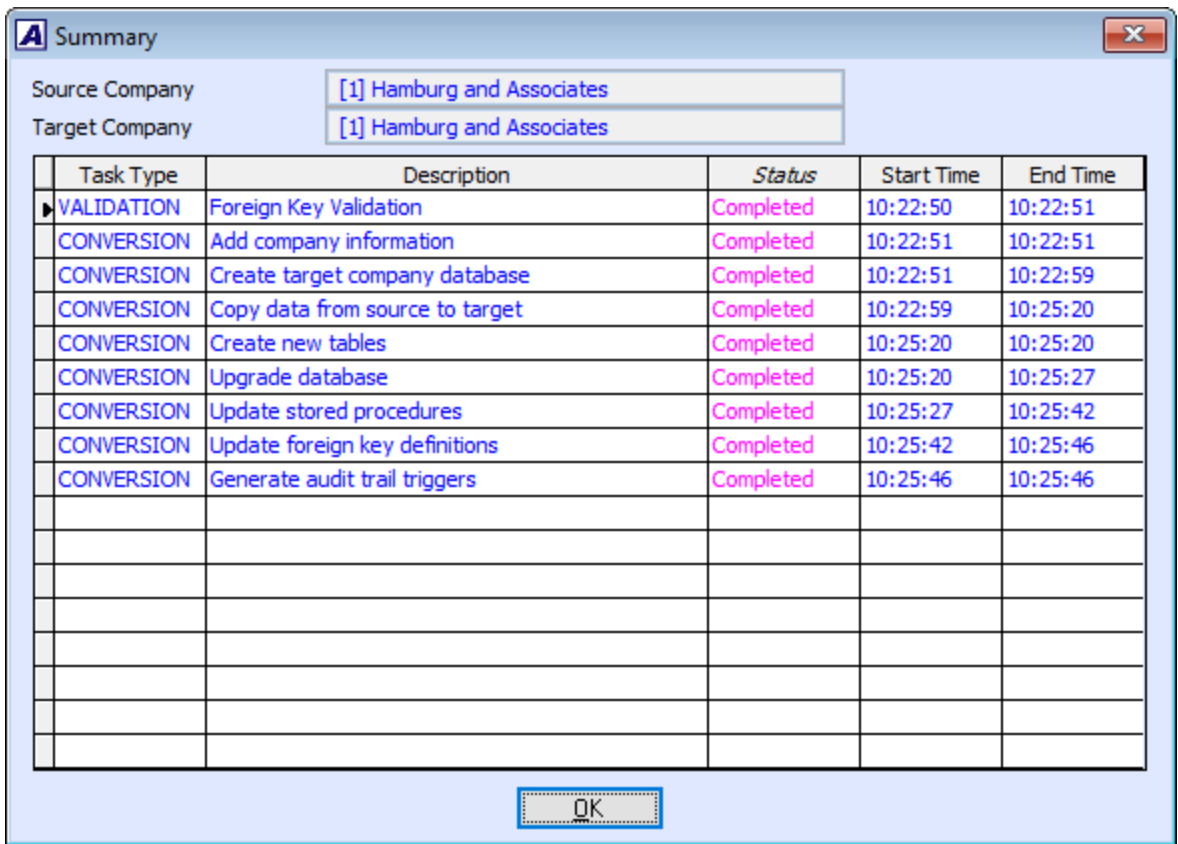 A Summary
Source Company [1] Hamburg and Associates
Target Company [1] Hamburg and Associates
Task Type Description Status Start Time End Time
VALIDATION Foreign Key Validation Completed 10:22:50 10:22:51
CONVERSION Add company information Completed 10:22:51 10:22:51
CONVERSION Create target company database Completed 10:22:51 10:22:59
CONVERSION Copy data from source to target Completed 10:22:59 10:25:20
CONVERSION Create new tables Completed 10:25:20 10:25:20
CONVERSION Upgrade database Completed 10:25:20 10:25:27
CONVERSION Update stored procedures Completed 10:25:27 10:25:42
CONVERSION Update foreign key definitions Completed 10:25:42 10:25:46
CONVERSION Generate audit trail triggers Completed 10:25:46 10:25:46
OK